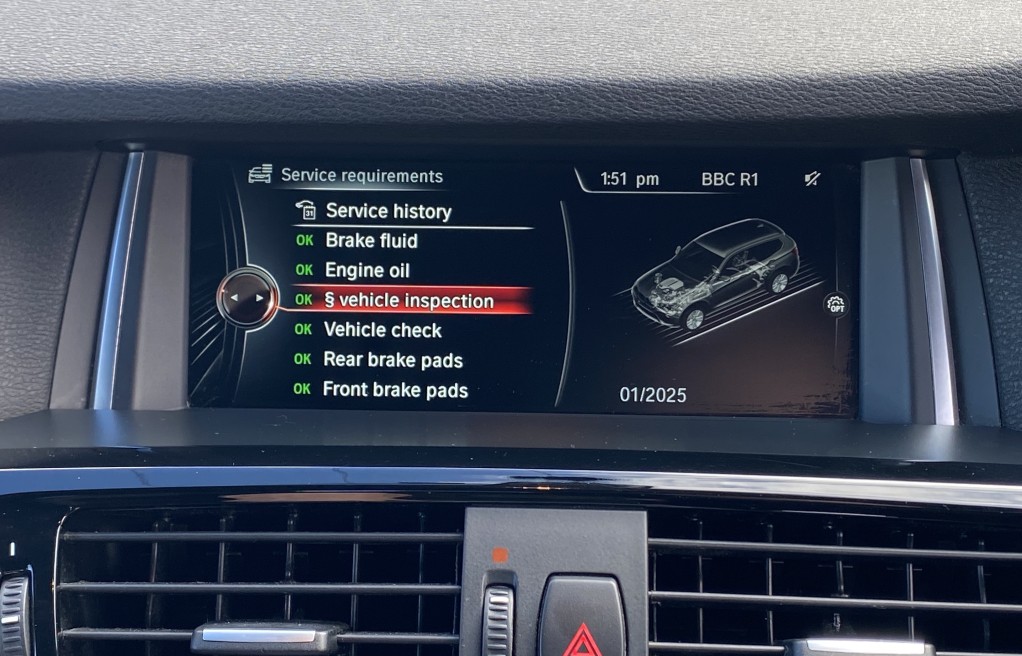 Service requirements
1:51 pm BBC R1
Service history
31
OK Brake fluid
OK Engine oil
OK § vehicle inspection
OK Vehicle check
OK Rear brake pads
OK Front brake pads
OPT
01/2025